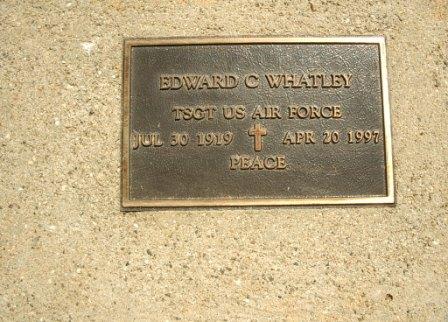 EDWARD C WHATLEY
TSGT US AIR FORCE
JUL 30 1919 APR 20 1997
PEACE